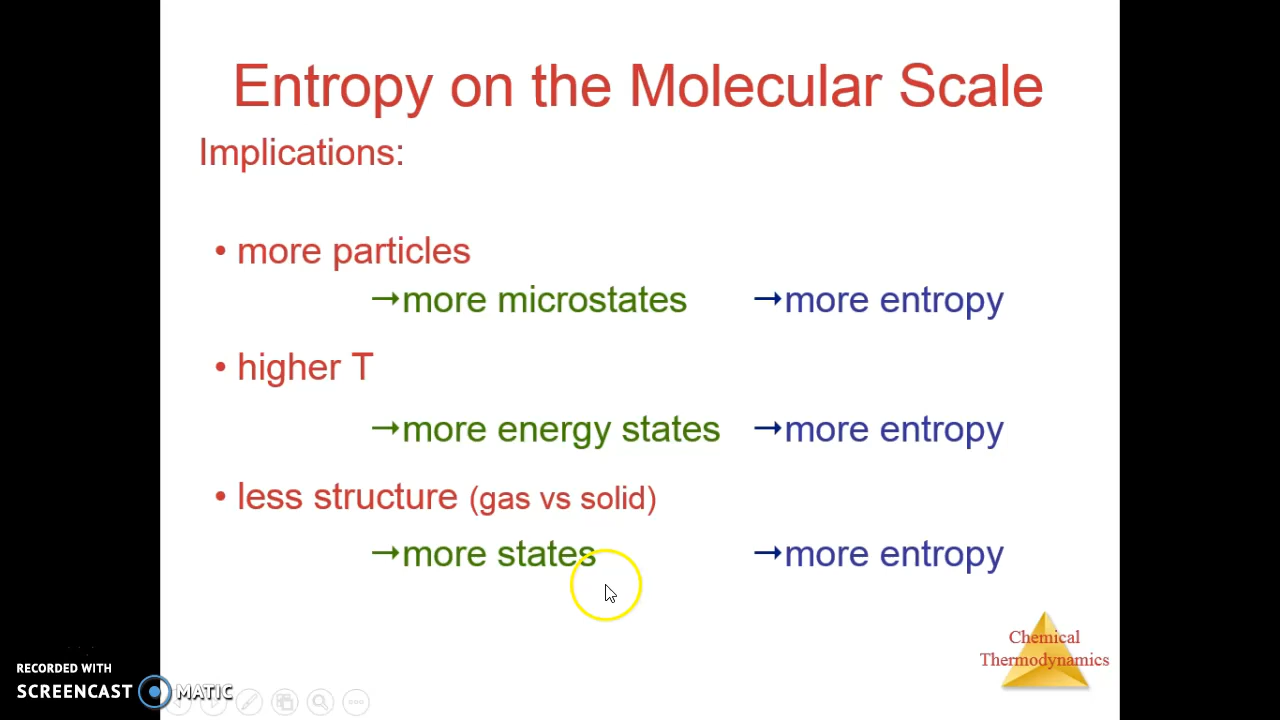 Entropy on the Molecular Scale
Implications:
• more particles
→more microstates →more entropy
• higher T
→more energy states →more entropy
• less structure (gas vs solid)
→more states →more entropy
Chemical
Thermodynamics
RECORDED WITH
SCREENCAST MATIC